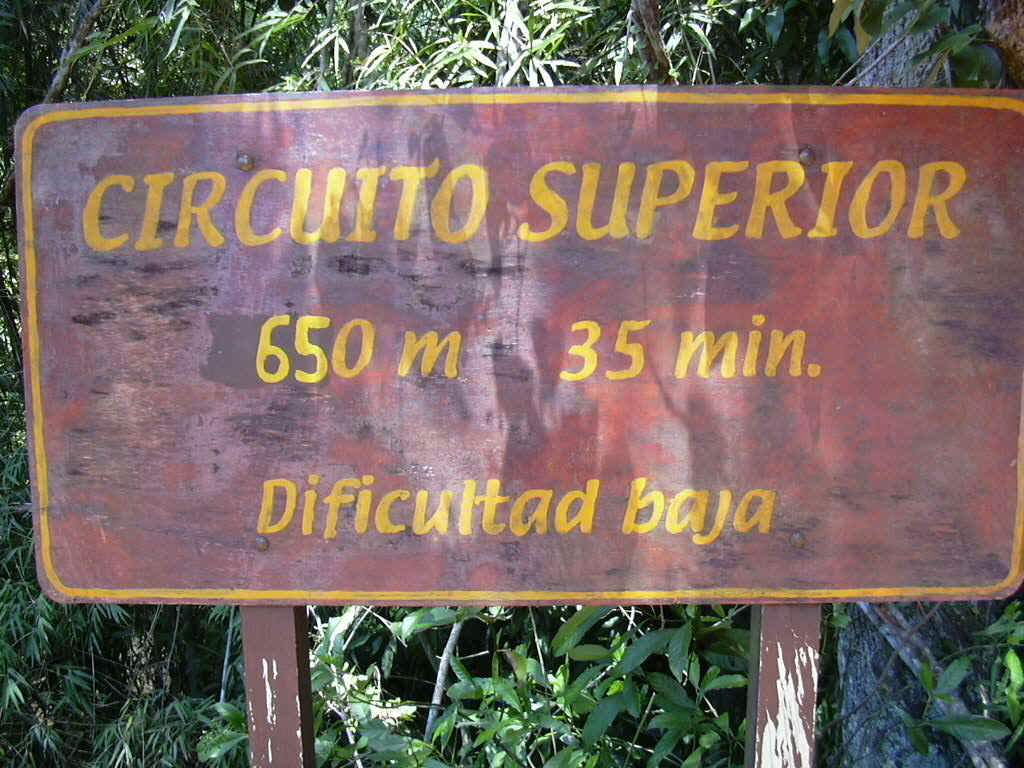 CIRCUITO SUPERIOR
650 m 35 min.
Dificultad baja